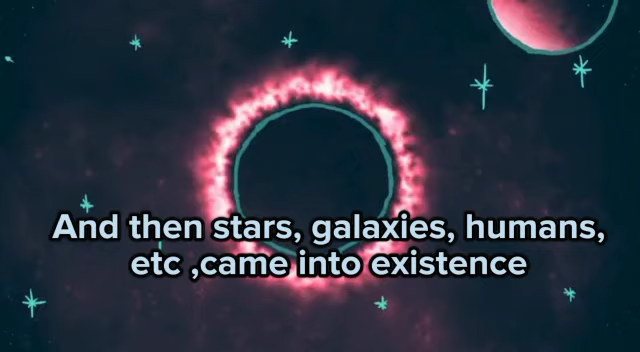 And then stars, galaxies, humans,
etc ,came into existence